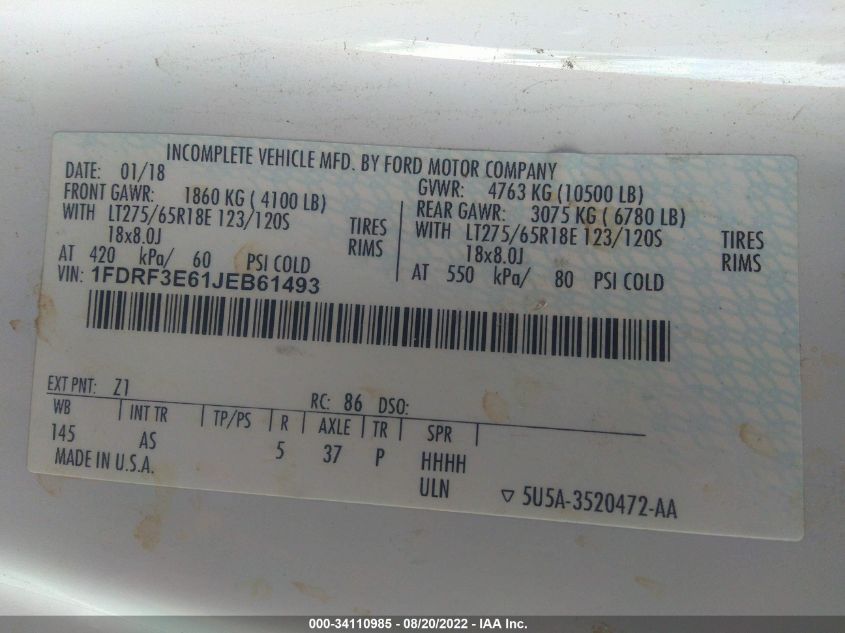 INCOMPLETE VEHICLE MFD. BY FORD MOTOR COMPANY
DATE: 01/18
GVWR: 4763 KG (10500 LB)
FRONT GAWR: 1860 KG ( 4100 LB)
REAR GAWR: 3075 KG ( 6780 LB)
WITH LT275/65R18E 123/120S TIRES
WITH LT275/65R18E 123/120S TIRES
18x8.0J RIMS
18x8.0J RIMS
AT 420 kPa/ 60 PSI COLD
AT 550 kPa/ 80 PSI COLD
VIN: 1FDRF3E61JEB61493
EXT PNT: Z1 RC: 86 DSO:
WB INT TR TP/PS R AXLE TR SPR
145 AS 5 37 P HHHH
MADE IN U.S.A. ULN ▽ 5U5A-3520472-AA
000-34110985 - 08/20/2022 - IAA Inc.